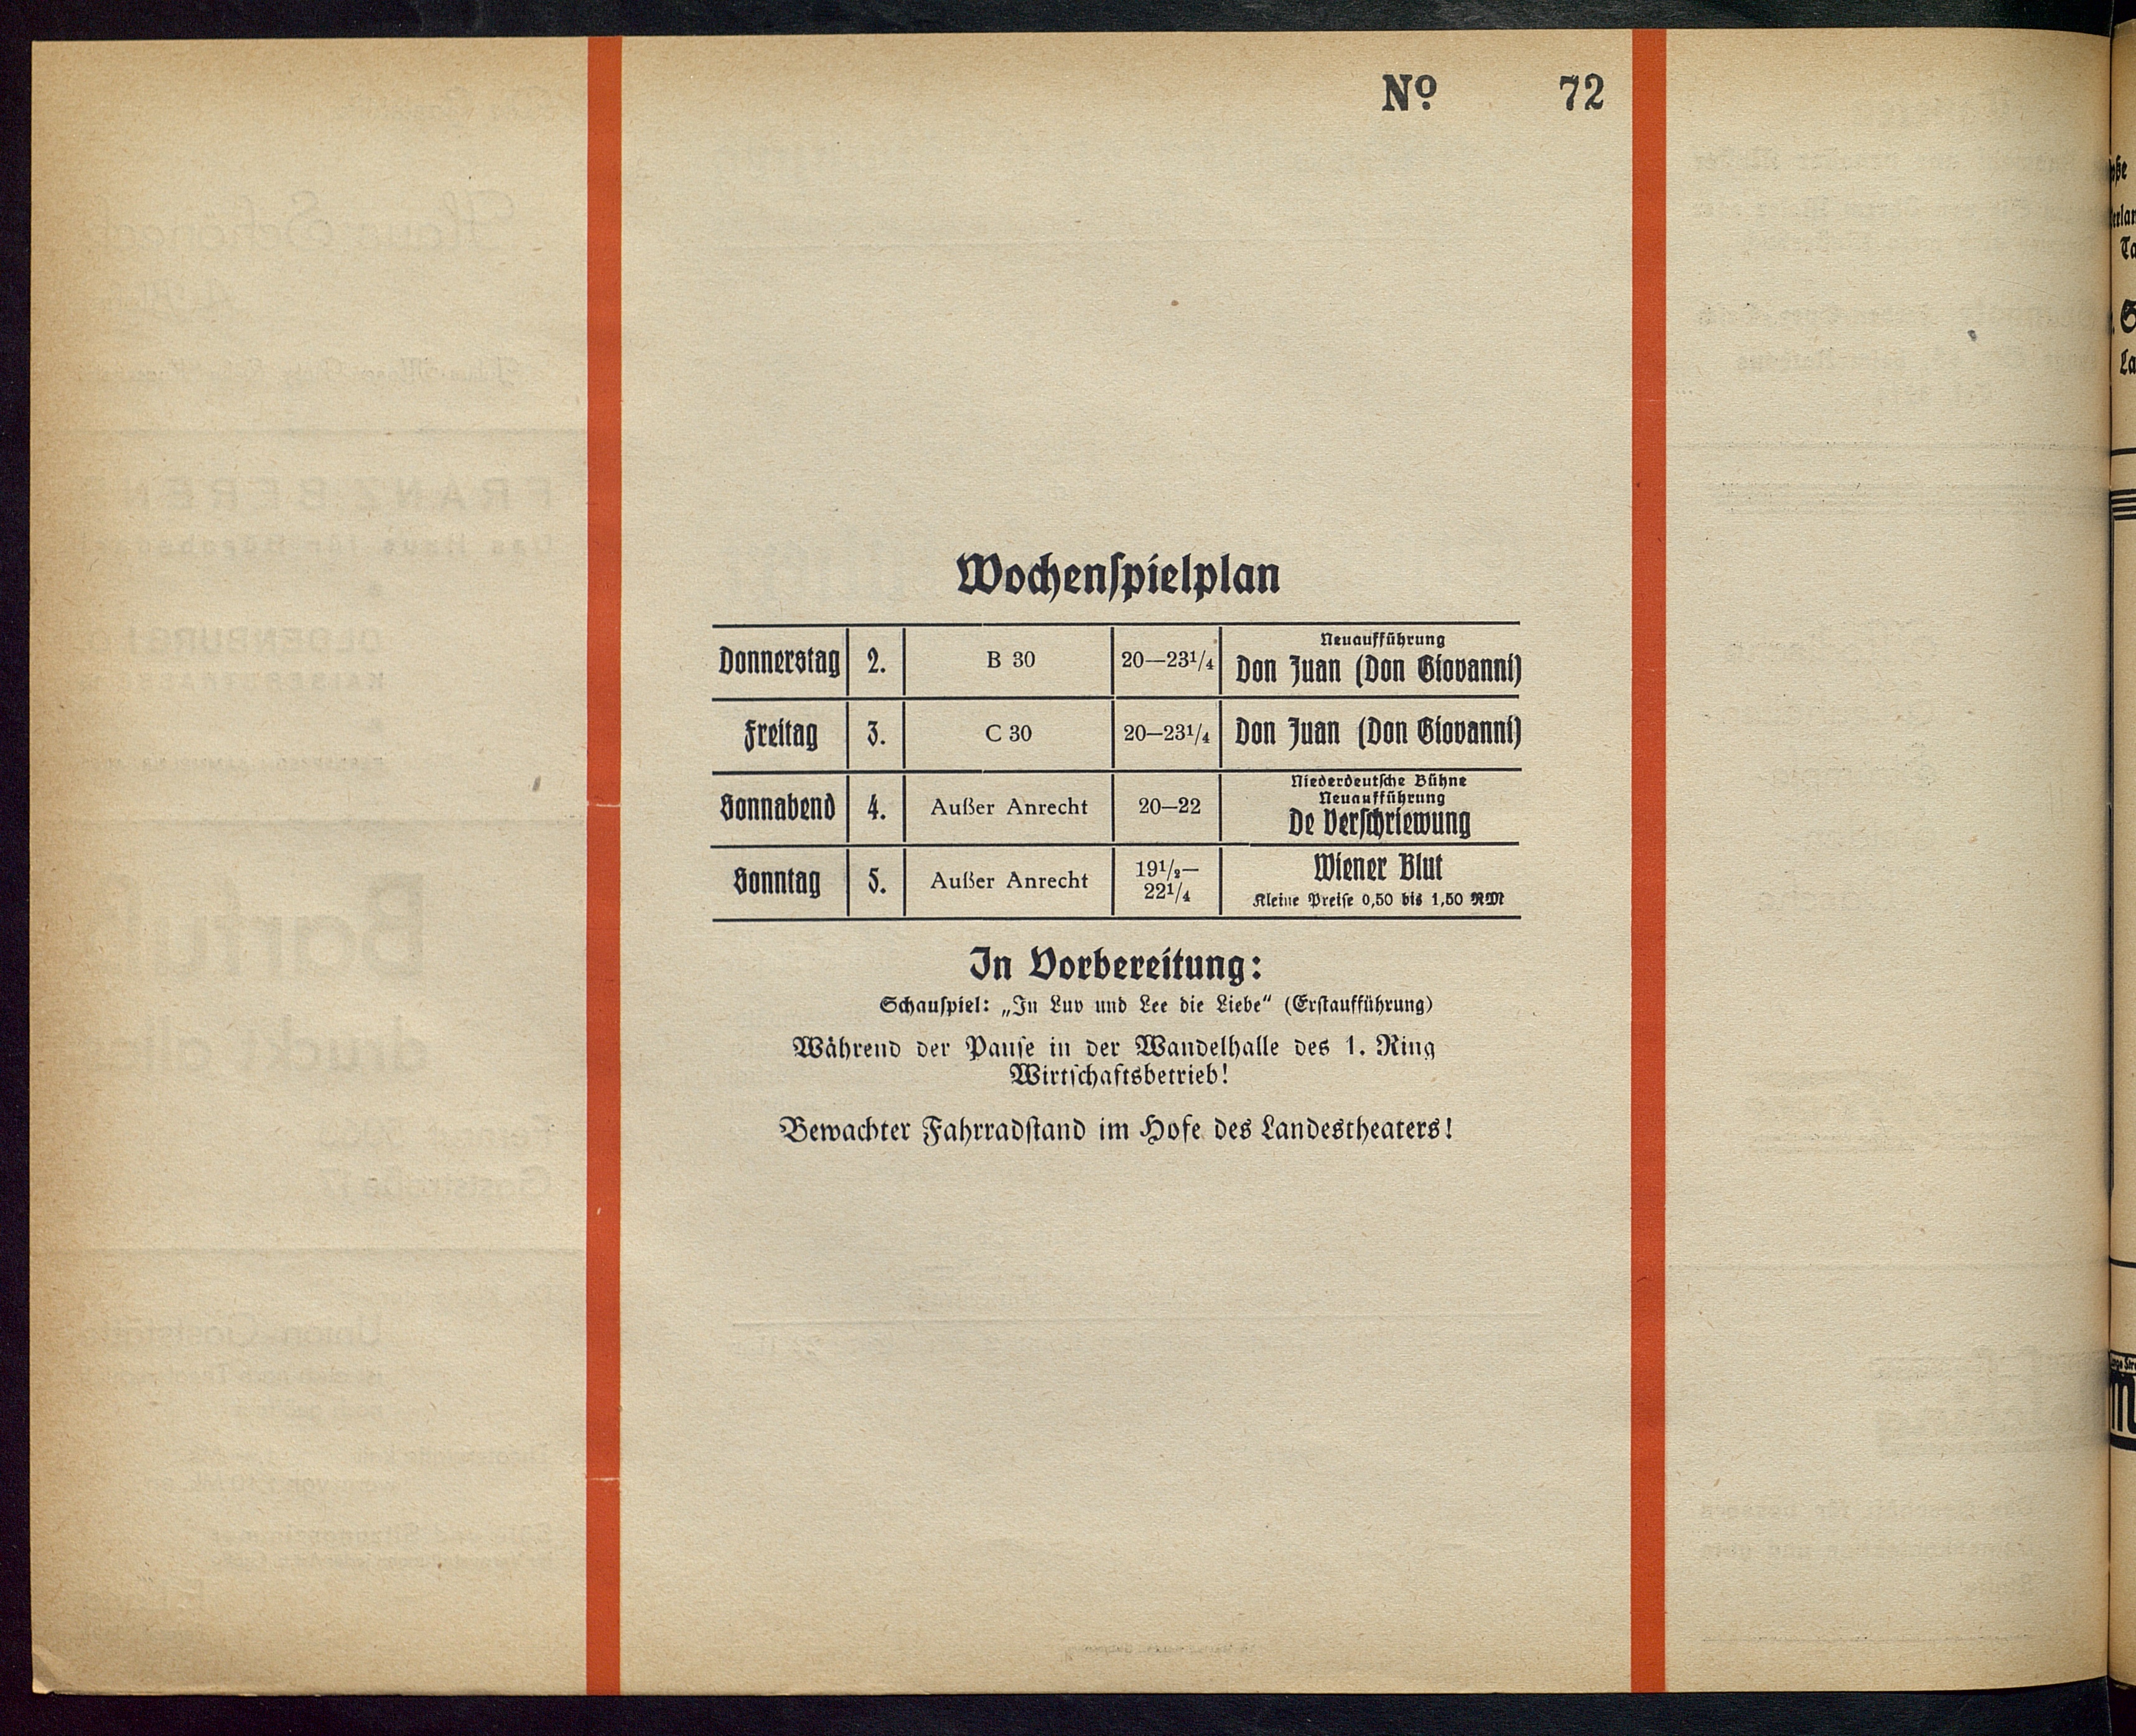 No 72
Wochenspielplan
Donnerstag 2. B 30 20—23¼ Neuaufführung
Don Juan (Don Giovanni)
Freitag 3. C 30 20—23¼ Don Juan (Don Giovanni)
Sonnabend 4. Außer Anrecht 20—22 Niederdeutsche Bühne
Neuaufführung
De Verschriewung
Sonntag 5. Außer Anrecht 19½—
22¼ Wiener Blut
Kleine Preise 0,50 bis 1,50 RM
In Vorbereitung:
Schauspiel: „In Luv und Lee die Liebe“ (Erstaufführung)
Während der Pause in der Wandelhalle des 1. Ring
Wirtschaftsbetrieb!
Bewachter Fahrradstand im Hofe des Landestheaters!